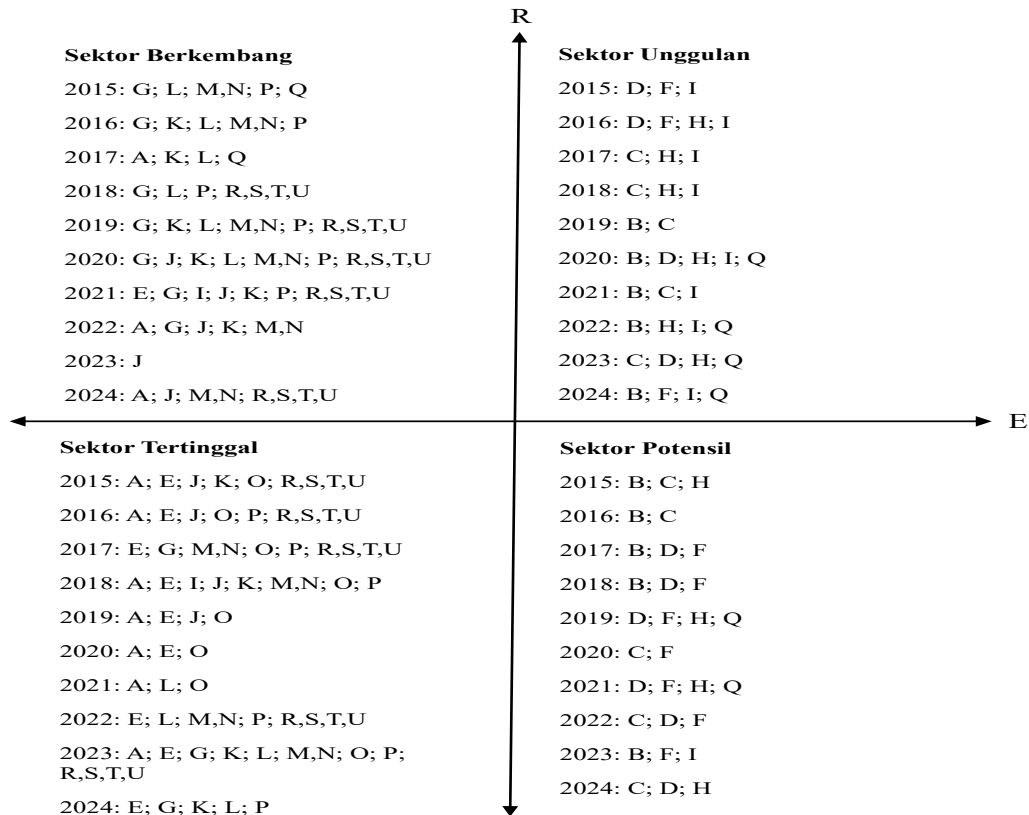 R
Sektor Berkembang
2015: G; L; M,N; P; Q
2016: G; K; L; M,N; P
2017: A; K; L; Q
2018: G; L; P; R,S,T,U
2019: G; K; L; M,N; P; R,S,T,U
2020: G; J; K; L; M,N; P; R,S,T,U
2021: E; G; I; J; K; P; R,S,T,U
2022: A; G; J; K; M,N
2023: J
2024: A; J; M,N; R,S,T,U
Sektor Unggulan
2015: D; F; I
2016: D; F; H; I
2017: C; H; I
2018: C; H; I
2019: B; C
2020: B; D; H; I; Q
2021: B; C; I
2022: B; H; I; Q
2023: C; D; H; Q
2024: B; F; I; Q
E
Sektor Tertinggal
2015: A; E; J; K; O; R,S,T,U
2016: A; E; J; O; P; R,S,T,U
2017: E; G; M,N; O; P; R,S,T,U
2018: A; E; I; J; K; M,N; O; P
2019: A; E; J; O
2020: A; E; O
2021: A; L; O
2022: E; L; M,N; P; R,S,T,U
2023: A; E; G; K; L; M,N; O; P;
R,S,T,U
2024: E; G; K; L; P
Sektor Potensil
2015: B; C; H
2016: B; C
2017: B; D; F
2018: B; D; F
2019: D; F; H; Q
2020: C; F
2021: D; F; H; Q
2022: C; D; F
2023: B; F; I
2024: C; D; H